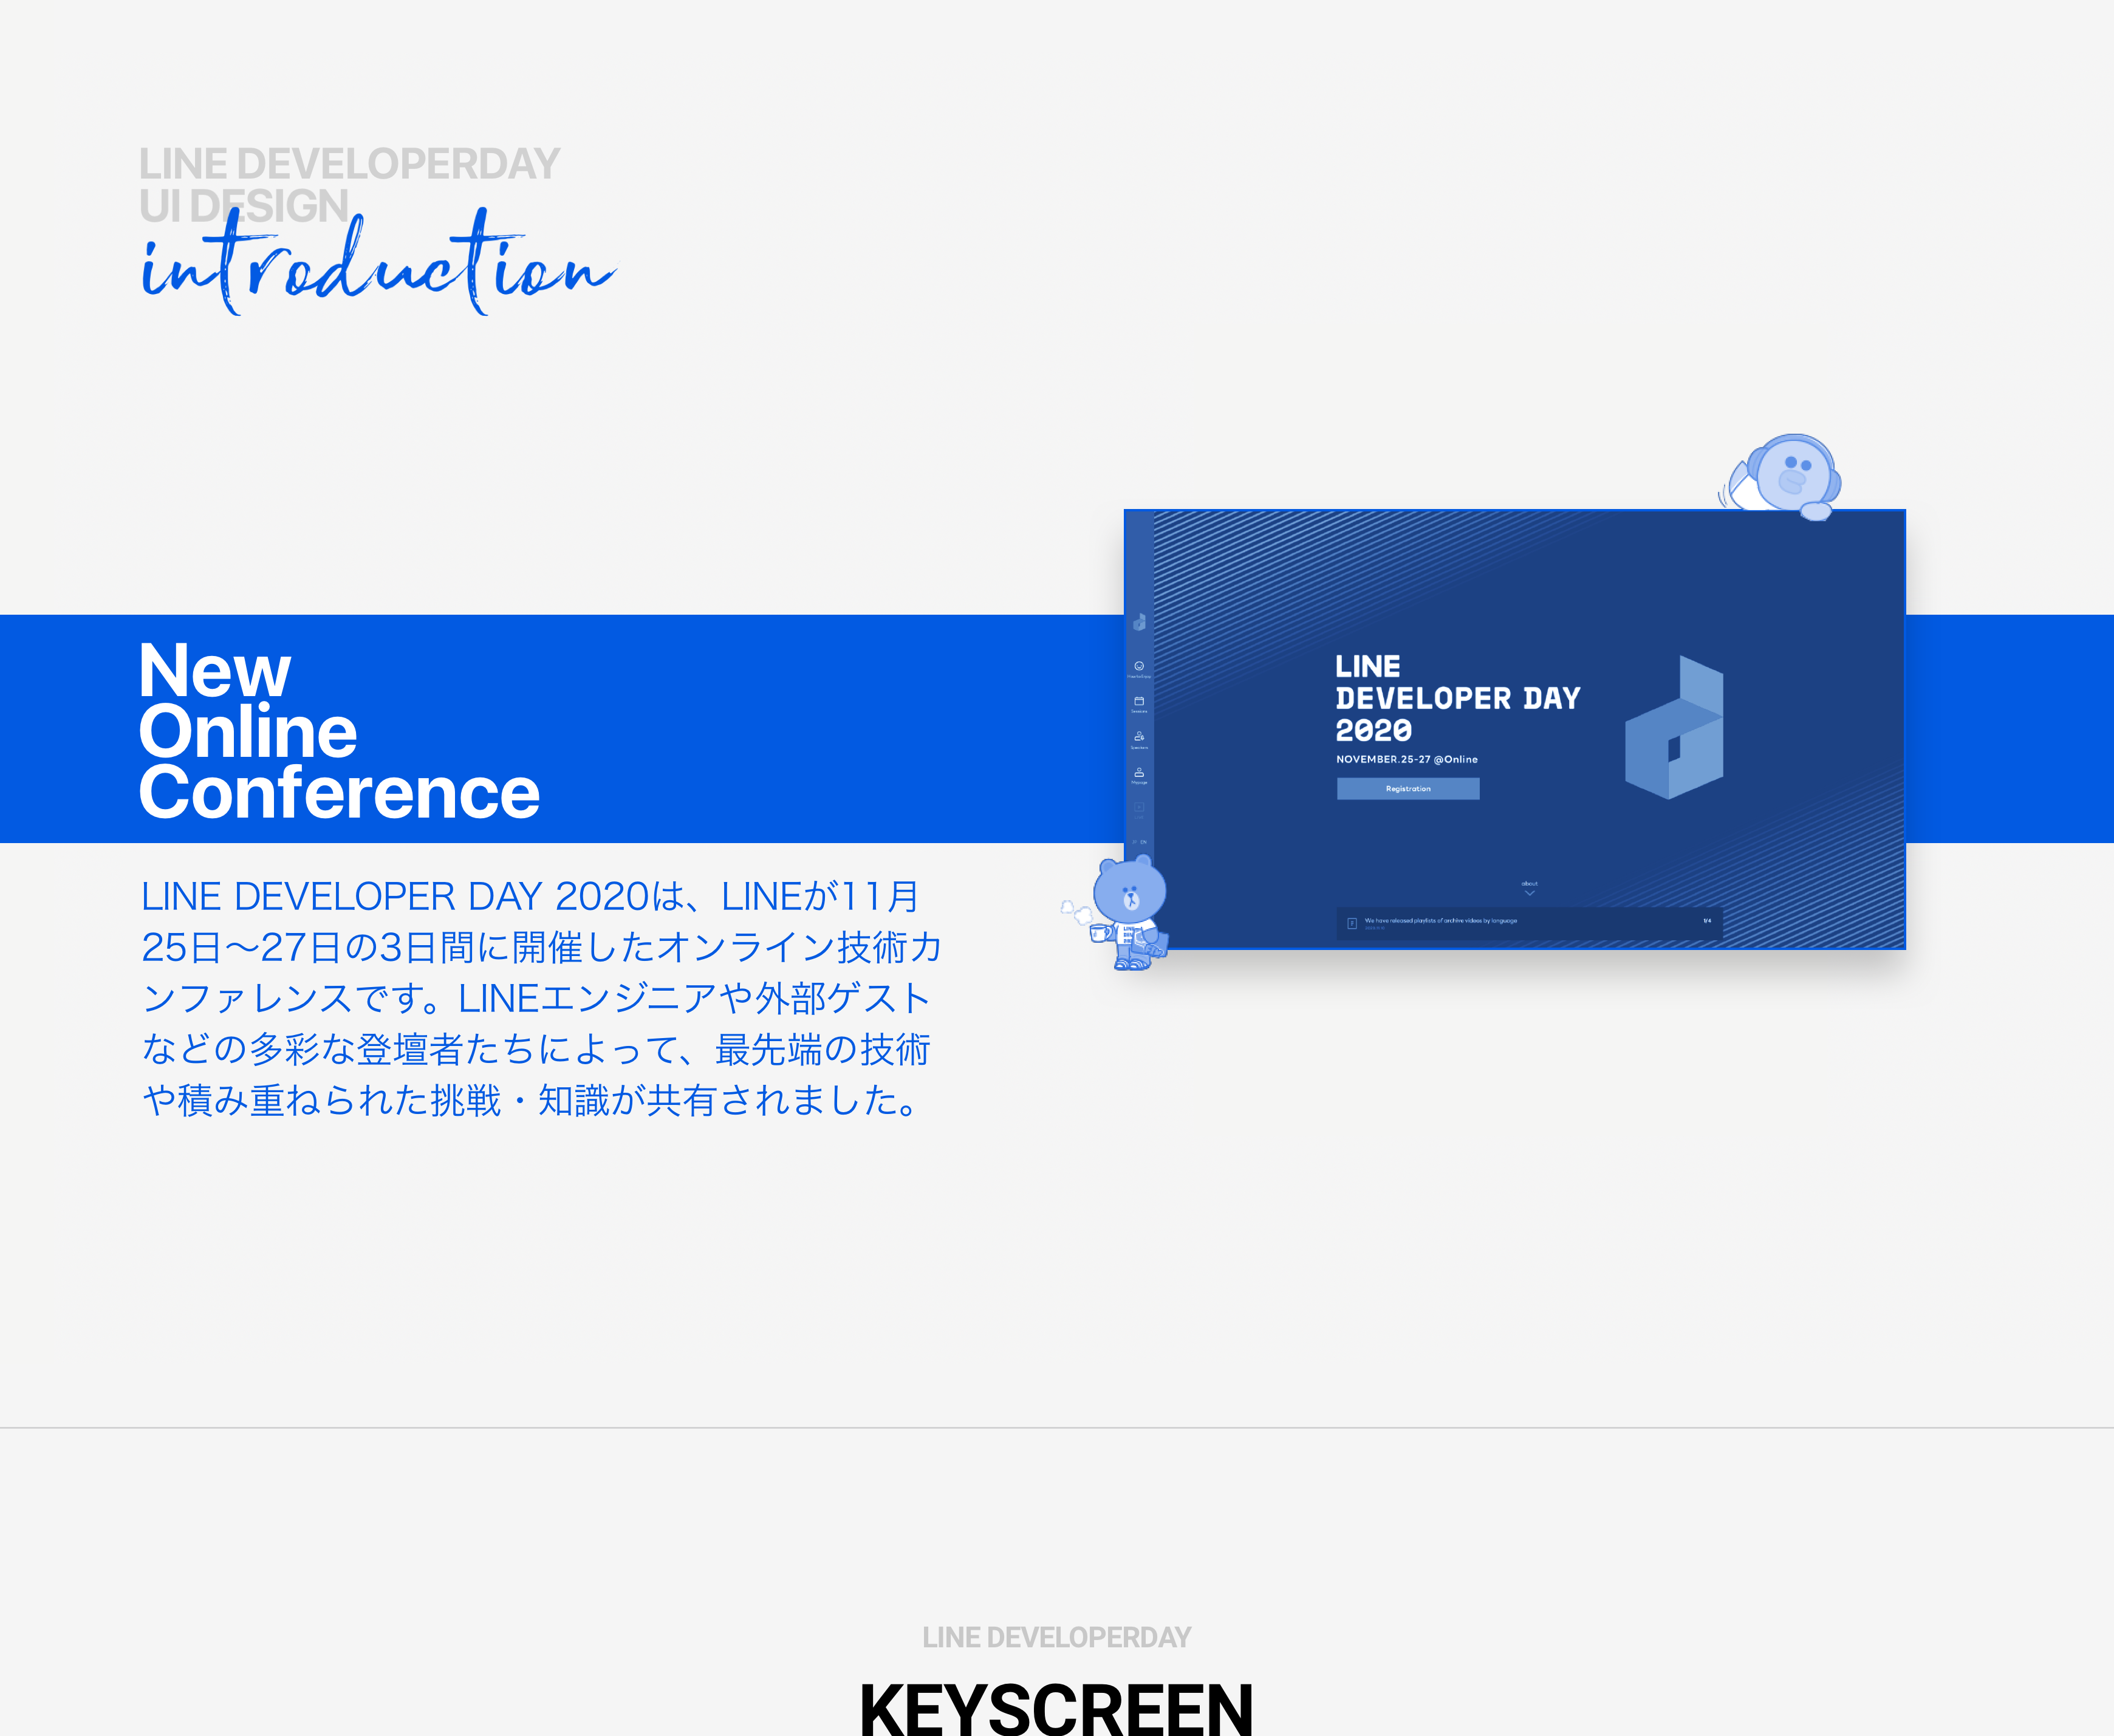 LINE DEVELOPERDAY
UI DESIGN
introduction
New
Online
Conference
LINE DEVELOPER DAY 2020は、LINEが11月
25日〜27日の3日間に開催したオンライン技術カ
ンファレンスです。LINEエンジニアや外部ゲスト
などの多彩な登壇者たちによって、最先端の技術
や積み重ねられた挑戦・知識が共有されました。
LINE
DEVELOPER DAY
2020
NOVEMBER.25-27 @Online
Registration
Sessions
Speakers
about
We have released playlists of archive videos by language
1/4
LINE DEVELOPERDAY
KEYSCREEN